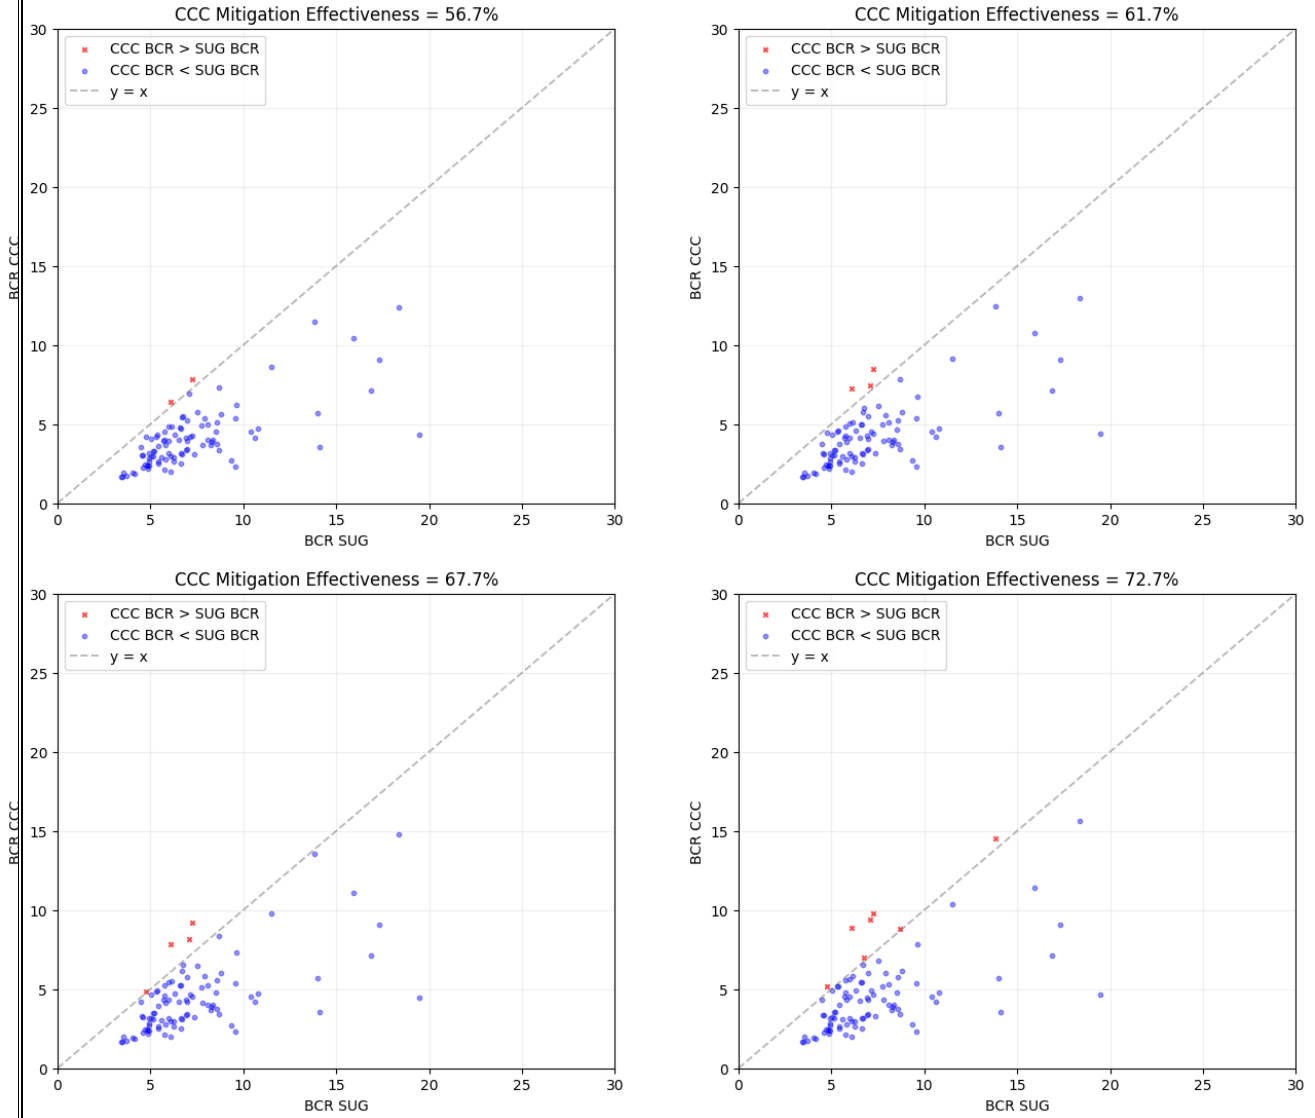 CCC Mitigation Effectiveness = 56.7%
30
25
20
15
10
5
0
BCR CCC
CCC BCR > SUG BCR
CCC BCR < SUG BCR
y = x
0 5 10 15 20 25 30
BCR SUG
CCC Mitigation Effectiveness = 61.7%
30
25
20
15
10
5
0
BCR CCC
CCC BCR > SUG BCR
CCC BCR < SUG BCR
y = x
0 5 10 15 20 25 30
BCR SUG
CCC Mitigation Effectiveness = 67.7%
30
25
20
15
10
5
0
BCR CCC
CCC BCR > SUG BCR
CCC BCR < SUG BCR
y = x
0 5 10 15 20 25 30
BCR SUG
CCC Mitigation Effectiveness = 72.7%
30
25
20
15
10
5
0
BCR CCC
CCC BCR > SUG BCR
CCC BCR < SUG BCR
y = x
0 5 10 15 20 25 30
BCR SUG